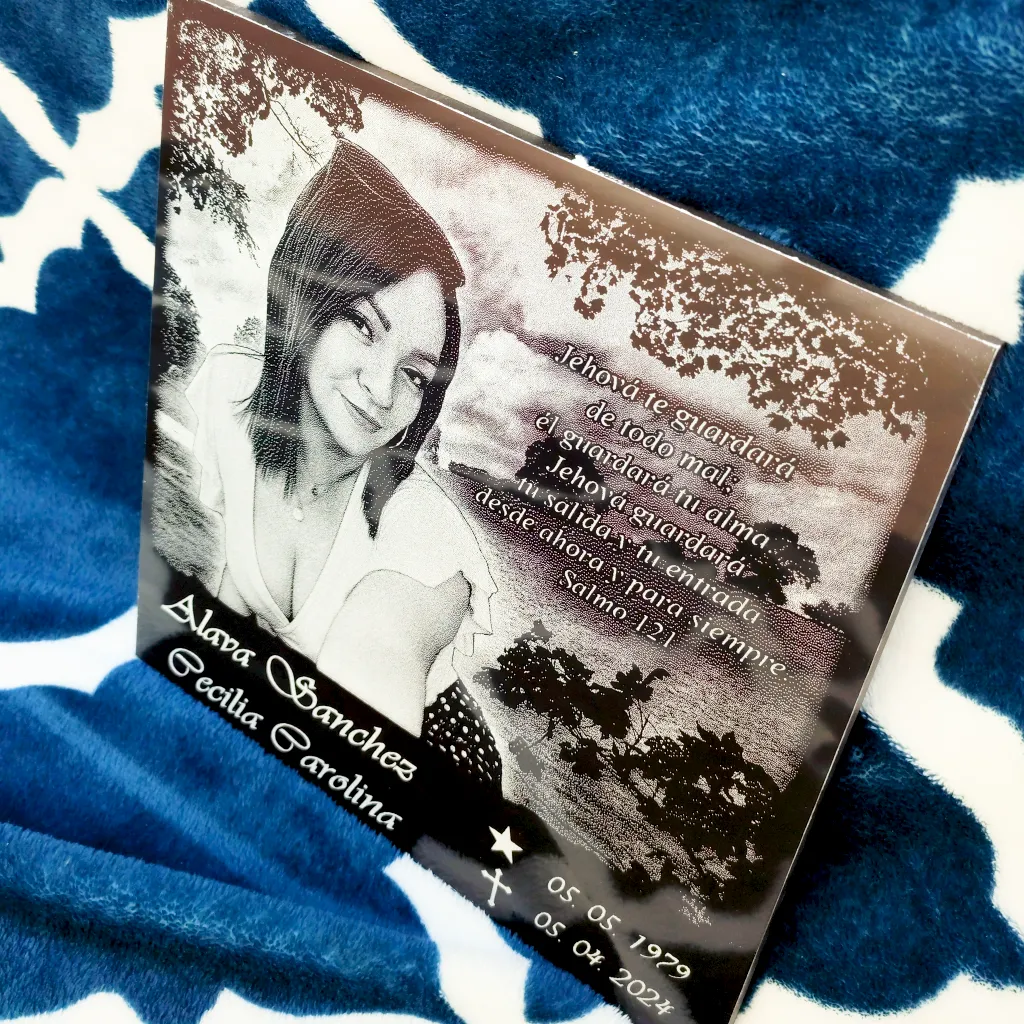 Jehová te guardará
de todo mal;
él guardará tu alma.
Jehová guardará
tu salida y tu entrada
desde ahora y para siempre.
Salmo 121
Alava Sanchez
Cecilia Carolina
05. 05. 1979
05. 04. 2024